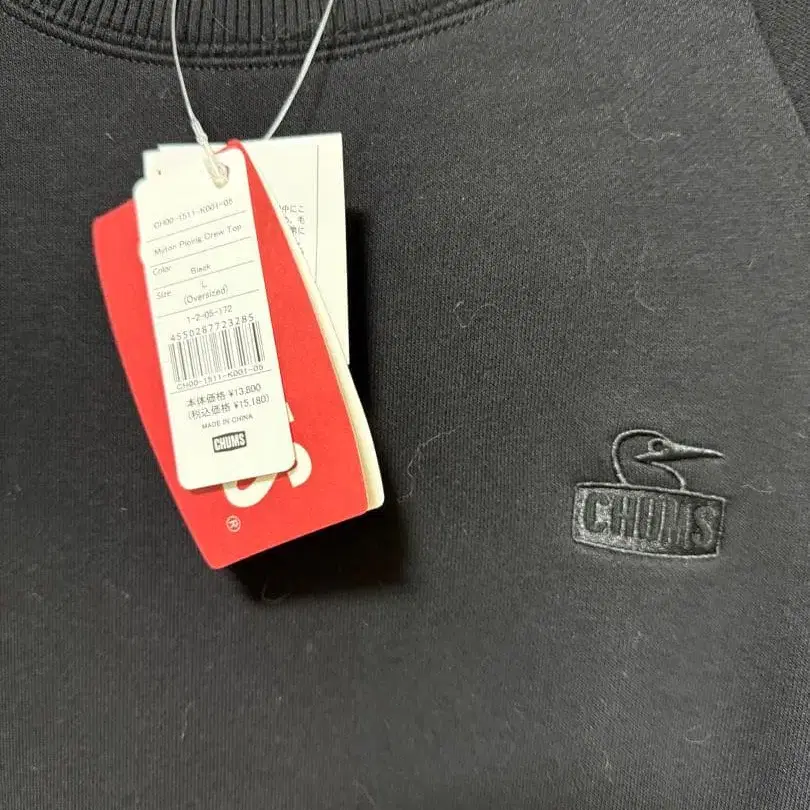 CH00-1511-K001-05
Mylan Piping Crew Top
Color Black
Size L
(Oversized)
1-2-05-172
4550287723285
CH00-1511-K001-05
本体価格 ¥13,800
(税込価格 ¥15,180)
MADE IN CHINA
CHUMS
®
CHUMS